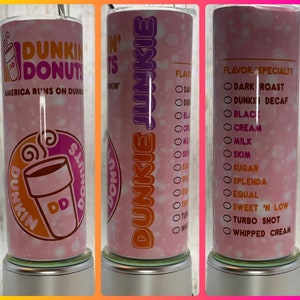 DUNKIN'
DONUTS
AMERICA RUNS ON DUNKIN'
DUNKIN' DONUTS
DD
DUNKIE JUNKIE
FLAVOR/SPECIALTY
DARK ROAST
DUNKIN DECAF
BLACK
CREAM
MILK
SKIM
SUGAR
SPLENDA
EQUAL
SWEET 'N LOW
TURBO SHOT
WHIPPED CREAM